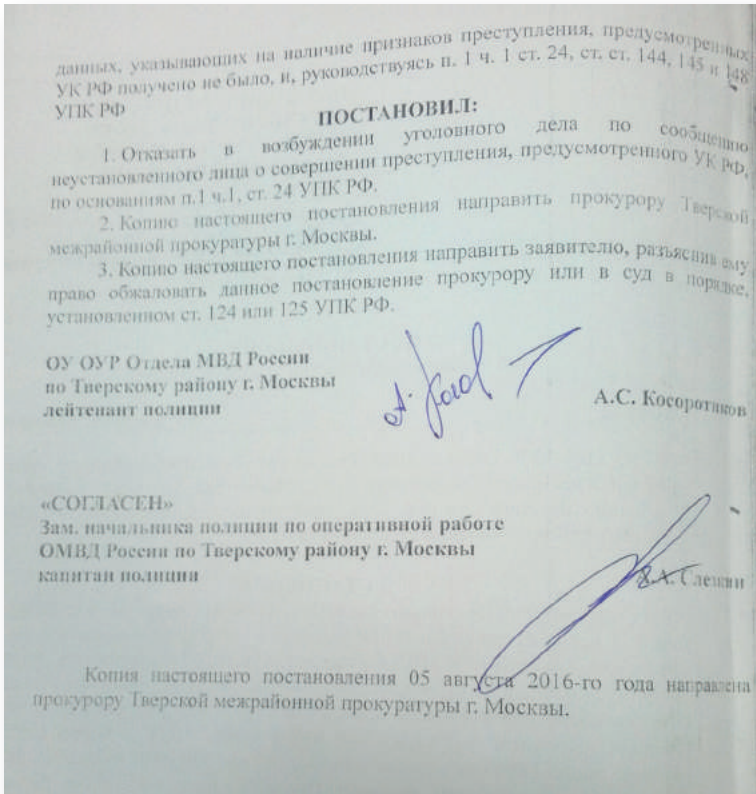 данных, указывающих на наличие признаков преступления, предусмотренных
УК РФ получено не было, и, руководствуясь п. 1 ч. 1 ст. 24, ст. ст. 144, 145 и 148
УПК РФ
ПОСТАНОВИЛ:
1. Отказать в возбуждении уголовного дела по сообщению
неустановленного лица о совершении преступления, предусмотренного УК РФ,
по основаниям п.1 ч.1, ст. 24 УПК РФ.
2. Копию настоящего постановления направить прокурору Тверской
межрайонной прокуратуры г. Москвы.
3. Копию настоящего постановления направить заявителю, разъяснив ему
право обжаловать данное постановление прокурору или в суд в порядке,
установленном ст. 124 или 125 УПК РФ.
ОУ ОУР Отдела МВД России
по Тверскому району г. Москвы
лейтенант полиции
А.С. Косоротиков
«СОГЛАСЕН»
Зам. начальника полиции по оперативной работе
ОМВД России по Тверскому району г. Москвы
капитан полиции
А. Слепин
Копия настоящего постановления 05 августа 2016-го года направлена
прокурору Тверской межрайонной прокуратуры г. Москвы.